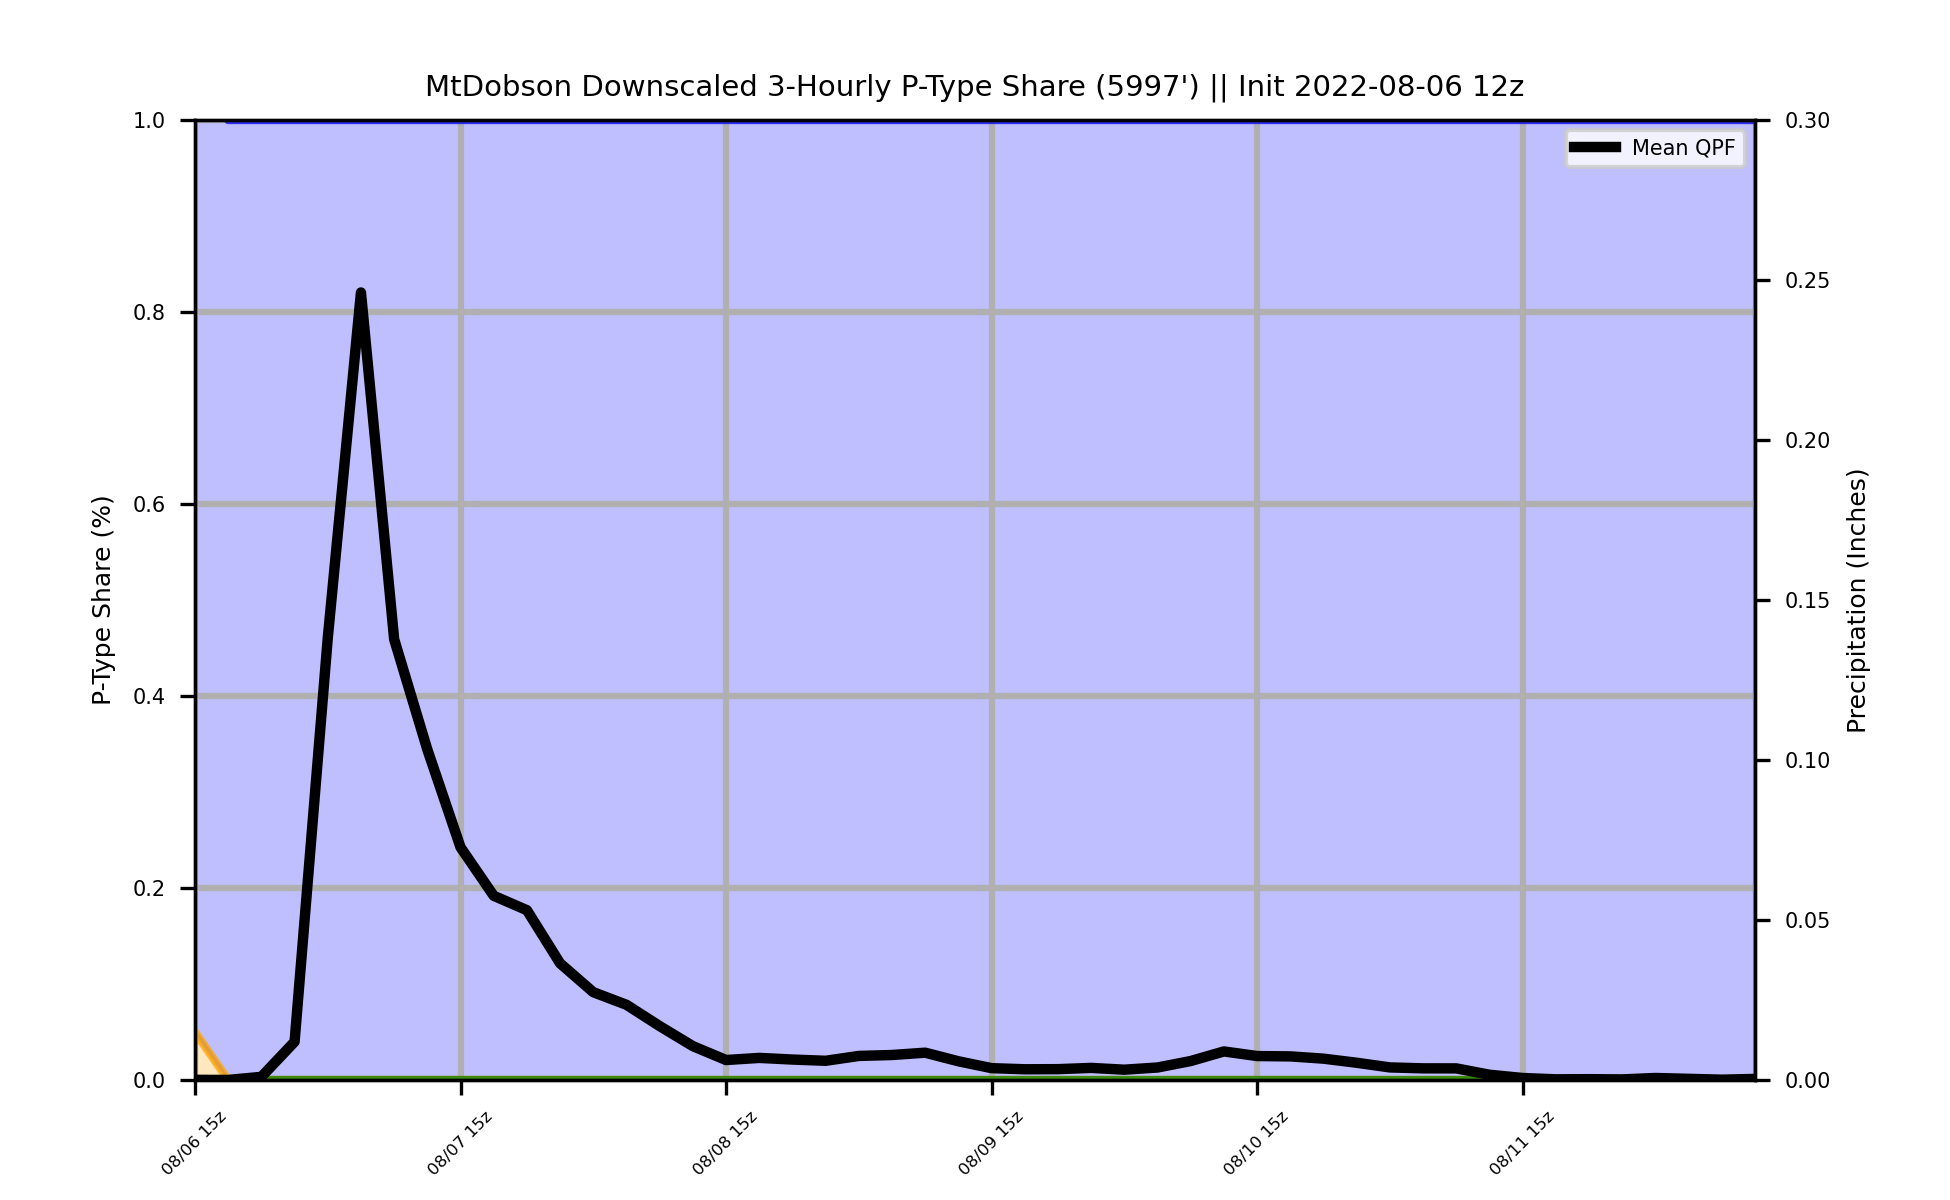 MtDobson Downscaled 3-Hourly P-Type Share (5997') || Init 2022-08-06 12z
Mean QPF
P-Type Share (%)
1.0
0.8
0.6
0.4
0.2
0.0
0.30
0.25
0.20
0.15
0.10
0.05
0.00
Precipitation (Inches)
08/06 15z
08/07 15z
08/08 15z
08/09 15z
08/10 15z
08/11 15z